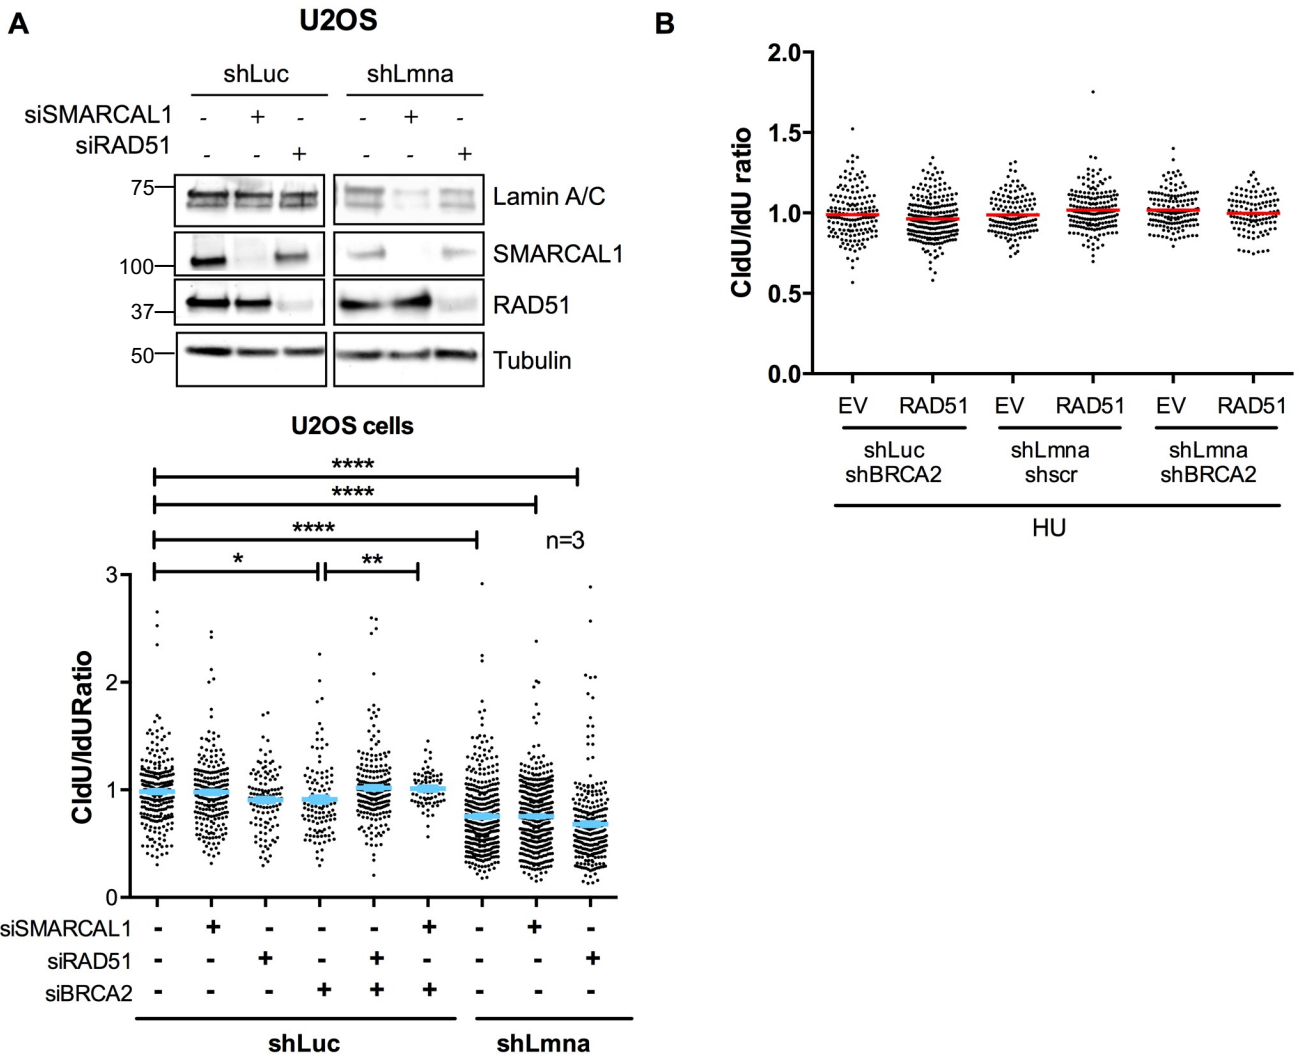 A
U2OS
shLuc shLmna
siSMARCAL1 - + - - + -
siRAD51 - - + - - +
75 Lamin A/C
100 SMARCAL1
37 RAD51
50 Tubulin
U2OS cells
****
****
****
n=3
* **
3
2
1
0
CldU/IdURatio
siSMARCAL1 - + - - - + - + -
siRAD51 - - + - + - - - +
siBRCA2 - - - + + + - - -
shLuc shLmna
B
2.0
1.5
1.0
0.5
0.0
CldU/IdU ratio
EV RAD51 EV RAD51 EV RAD51
shLuc shLmna shLmna
shBRCA2 shscr shBRCA2
HU